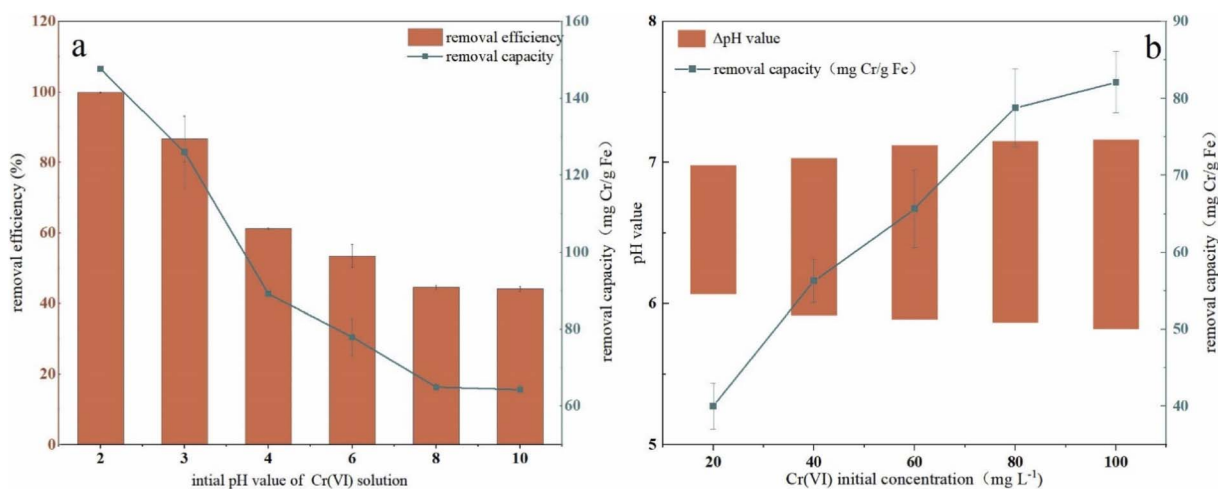 a
removal efficiency
removal capacity
120
100
80
60
40
20
0
removal efficiency (%)
160
140
120
100
80
60
removal capacity（mg Cr/g Fe）
2 3 4 6 8 10
intial pH value of Cr(VI) solution
b
ΔpH value
removal capacity（mg Cr/g Fe）
8
7
6
5
pH value
90
80
70
60
50
40
removal capacity（mg Cr/g Fe）
20 40 60 80 100
Cr(VI) initial concentration（mg L⁻¹）